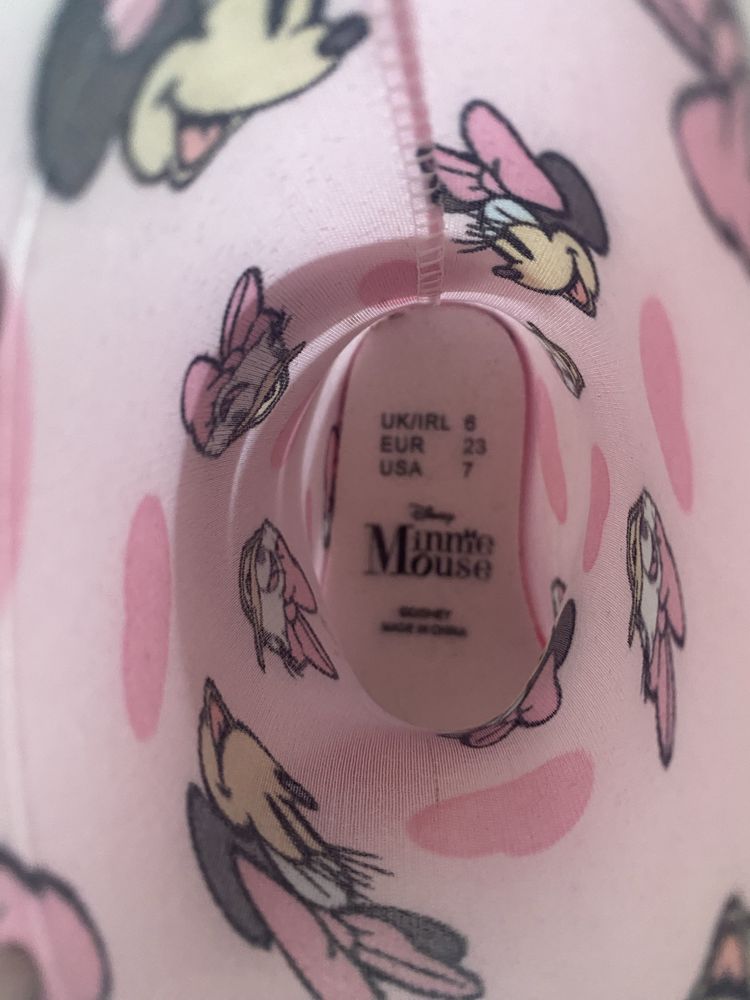 UK/IRL 6
EUR 23
USA 7
Disney
Minnie
Mouse
©DISNEY
MADE IN CHINA